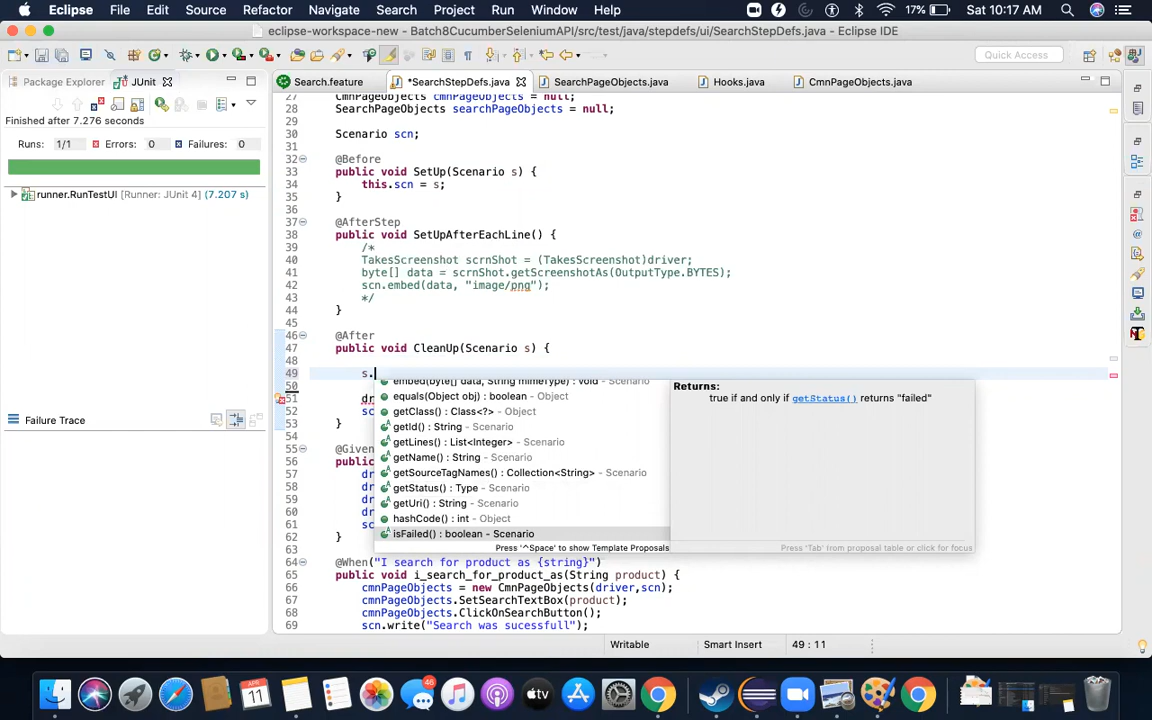 Eclipse File Edit Source Refactor Navigate Search Project Run Window Help 17% Sat 10:17 AM
eclipse-workspace-new - Batch8CucumberSeleniumAPI/src/test/java/stepdefs/ui/SearchStepDefs.java - Eclipse IDE
Quick Access
Package Explorer JUnit
Search.feature *SearchStepDefs.java SearchPageObjects.java Hooks.java CmnPageObjects.java
Finished after 7.276 seconds
Runs: 1/1 Errors: 0 Failures: 0
runner.RunTestUI [Runner: JUnit 4] (7.207 s)
Failure Trace
27 CmnPageObjects cmnPageObjects = null;
28 SearchPageObjects searchPageObjects = null;
29
30 Scenario scn;
31
32 @Before
33 public void SetUp(Scenario s) {
34 this.scn = s;
35 }
36
37 @AfterStep
38 public void SetUpAfterEachLine() {
39 /*
40 TakesScreenshot scrnShot = (TakesScreenshot)driver;
41 byte[] data = scrnShot.getScreenshotAs(OutputType.BYTES);
42 scn.embed(data, "image/png");
43 */
44 }
45
46 @After
47 public void CleanUp(Scenario s) {
48
49 s.
50
51 dr
52 sc
53 }
54
55 @Give
56 publi
57 dr
58 dr
59 dr
60 dr
61 sc
62 }
63
64 @When("I search for product as {string}")
65 public void i_search_for_product_as(String product) {
66 cmnPageObjects = new CmnPageObjects(driver,scn);
67 cmnPageObjects.SetSearchTextBox(product);
68 cmnPageObjects.ClickOnSearchButton();
69 scn.write("Search was sucessfull");
embed(byte[] data, String mimeType) : void - Scenario
equals(Object obj) : boolean - Object
getClass() : Class<?> - Object
getId() : String - Scenario
getLines() : List<Integer> - Scenario
getName() : String - Scenario
getSourceTagNames() : Collection<String> - Scenario
getStatus() : Type - Scenario
getUri() : String - Scenario
hashCode() : int - Object
isFailed() : boolean - Scenario
Press '^Space' to show Template Proposals
Returns:
true if and only if getStatus() returns "failed"
Press 'Tab' from proposal table or click for focus
Writable Smart Insert 49 : 11
APR
11
46